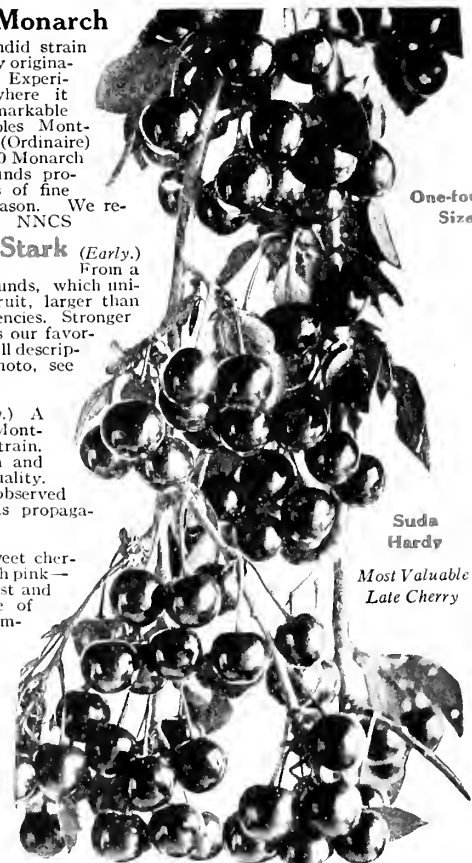 Monarch
ndid strain
y origina-
Experi-
where it
markable
bles Mont-
(Ordinaire)
0 Monarch
unds pro-
s of fine
ason. We re-
NNCS
Stark (Early.)
From a
unds, which uni-
ruit, larger than
encies. Stronger
s our favor-
ll descrip-
hoto, see
.) A
Mont-
train.
n and
uality.
observed
as propaga-
weet cher-
h pink—
st and
e of
om-
One-fou
Size
Suda
Hardy
Most Valuable
Late Cherry